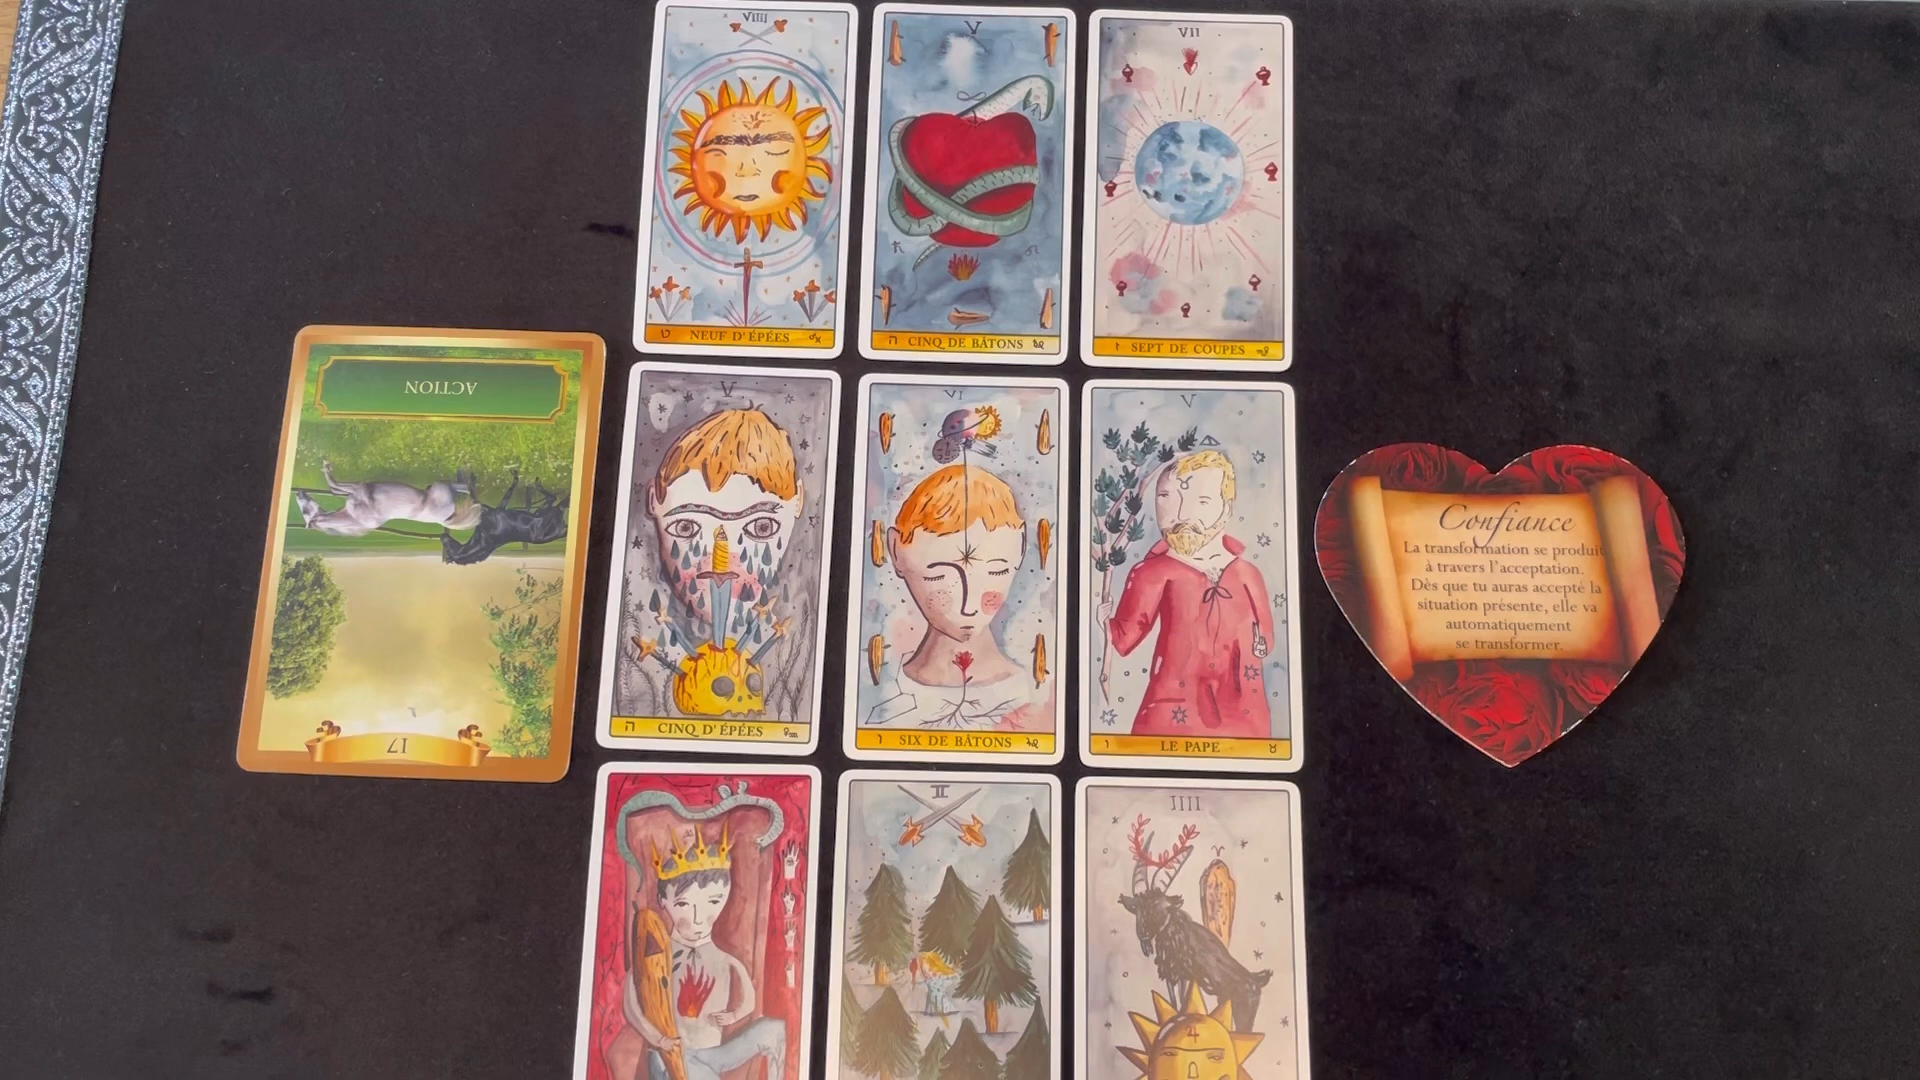 VIIII
NEUF D'ÉPÉES
V
CINQ DE BÂTONS
VII
SEPT DE COUPES
ACTION
17
V
CINQ D'ÉPÉES
VI
SIX DE BÂTONS
V
LE PAPE
Confiance
La transformation se produit
à travers l'acceptation.
Dès que tu auras accepté la
situation présente, elle va
automatiquement
se transformer.
II
IIII
4